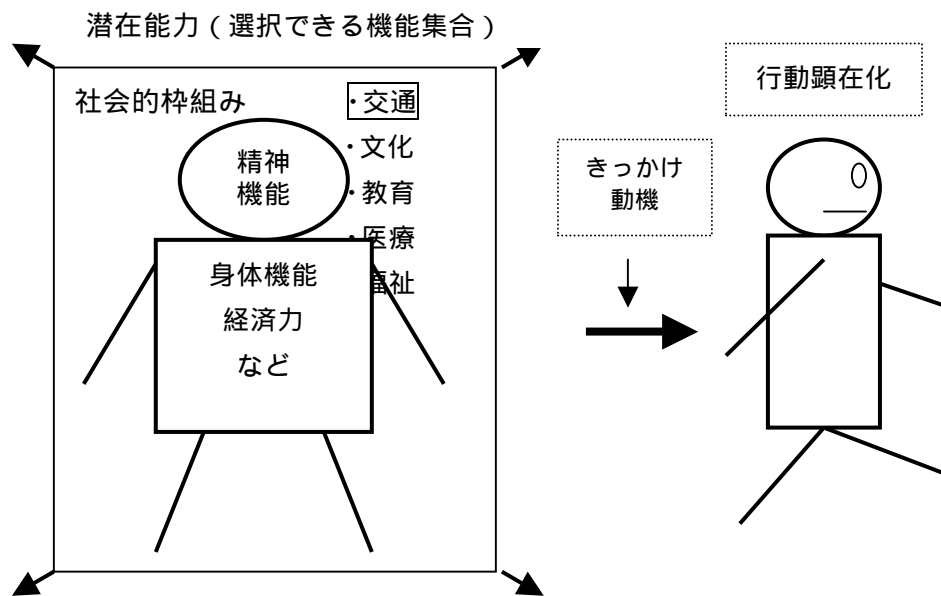 潜在能力（選択できる機能集合）
社会的枠組み
・交通
・文化
・教育
・医療
福祉
精神
機能
身体機能
経済力
など
きっかけ
動機
行動顕在化